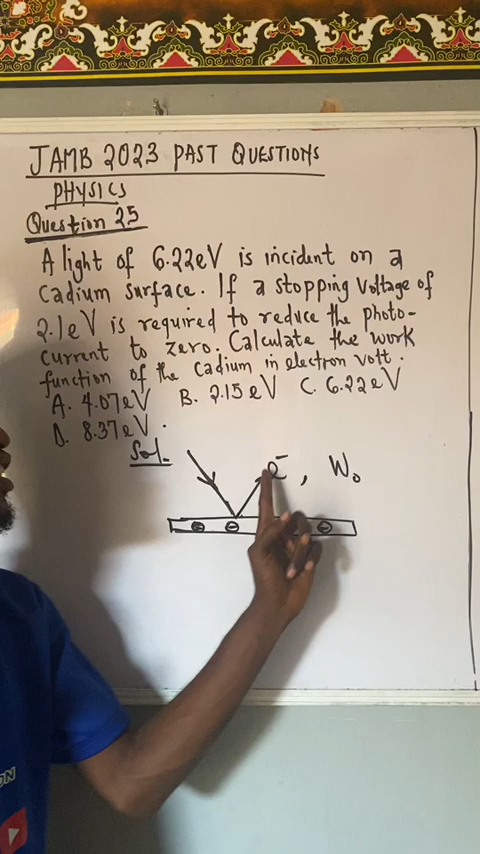 JAMB 2023 PAST QUESTIONS
PHYSICS
Question 25
A light of 6.22eV is incident on a
Cadium surface. If a stopping voltage of
2.1eV is required to reduce the photo-
current to zero. Calculate the work
function of the Cadium in electron vott.
A. 4.07eV B. 2.15eV C. 6.22eV
D. 8.37eV.
Sol.
e⁻, W₀
⊖ ⊖ ⊖
ON